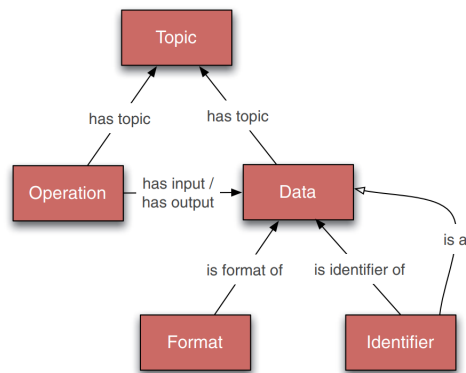 Topic
has topic
has topic
Operation
has input /
has output
Data
is a
is format of
is identifier of
Format
Identifier